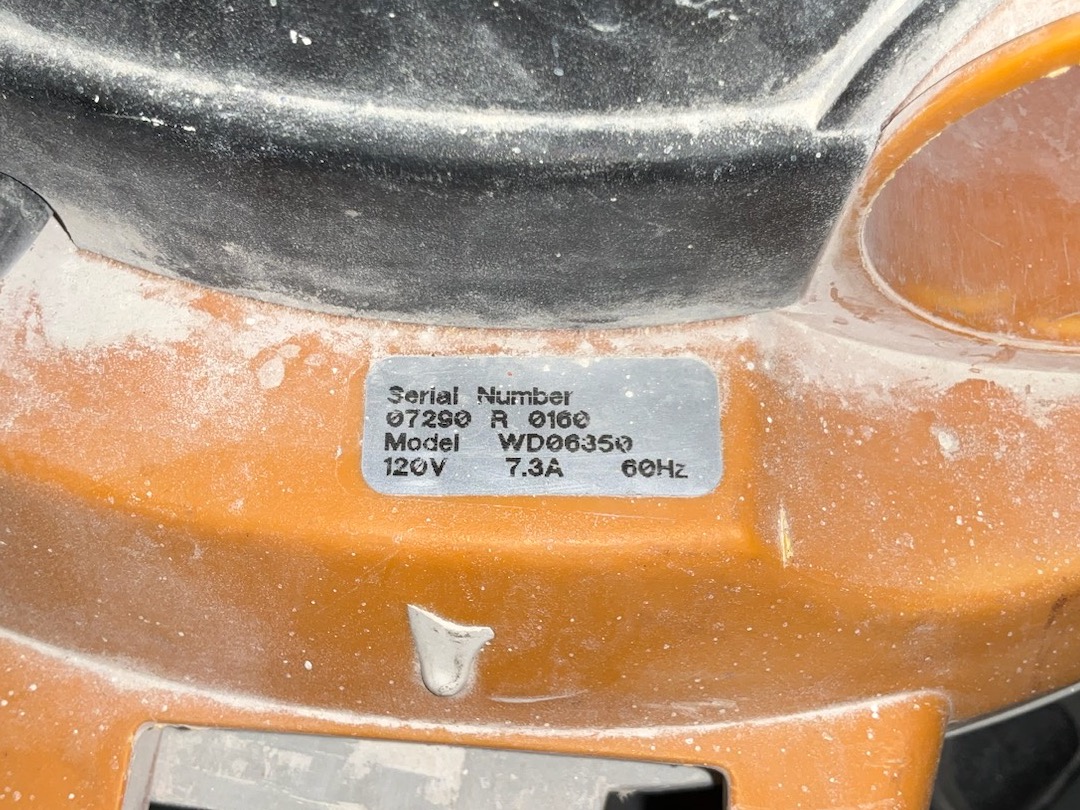 Serial Number
07290 R 0160
Model WD06350
120V 7.3A 60Hz